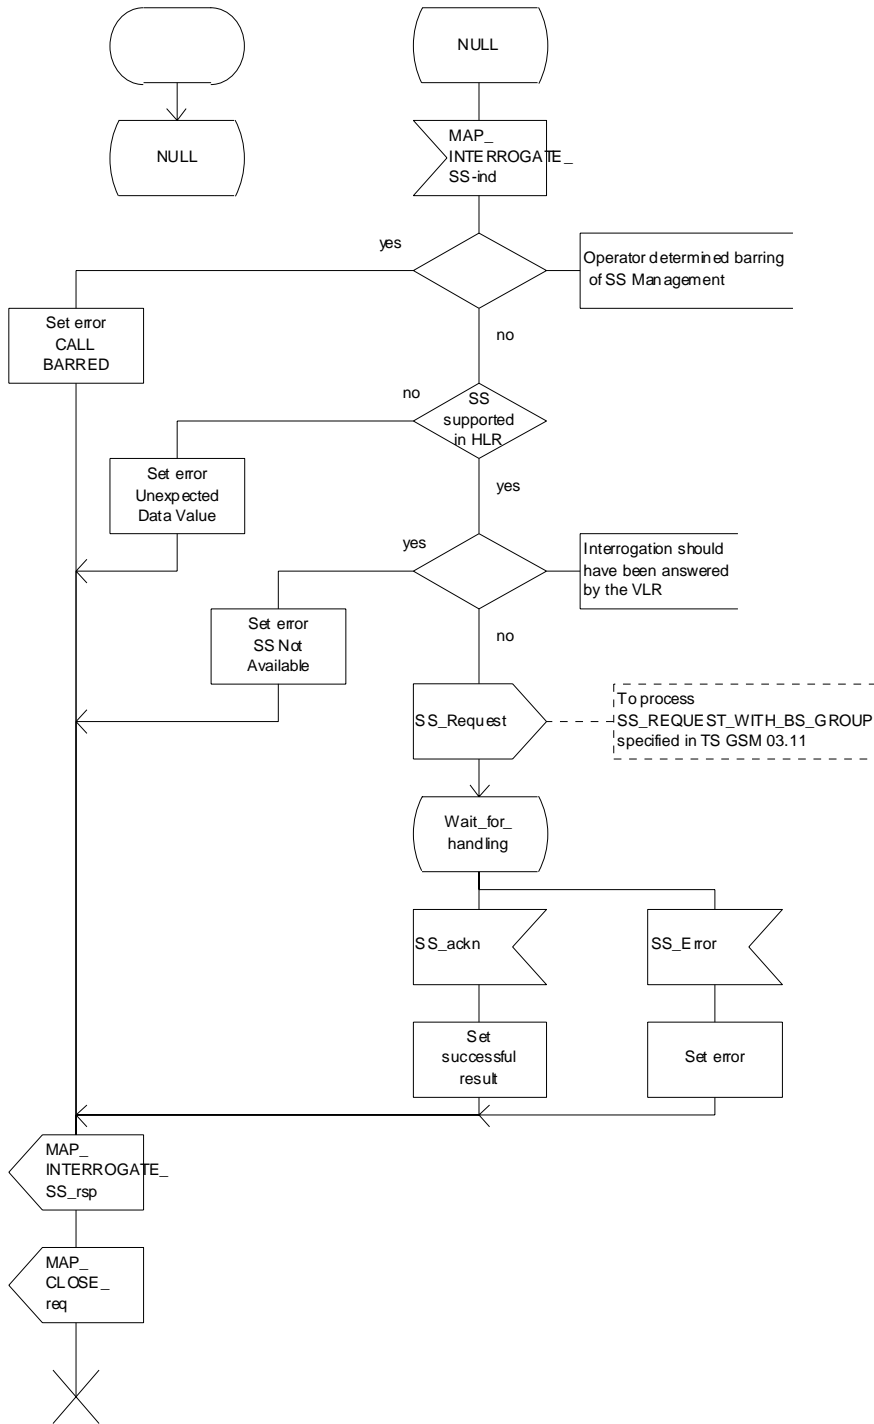 NULL
NULL
MAP_
INTERROGATE_
SS-ind
yes
Operator determined barring
of SS Management
Set error
CALL
BARRED
no
no
SS
supported
in HLR
Set error
Unexpected
Data Value
yes
yes
Interrogation should
have been answered
by the VLR
Set error
SS Not
Available
no
SS_Request
To process
SS_REQUEST_WITH_BS_GROUP
specified in TS GSM 03.11
Wait_for_
handling
SS_ackn
SS_Error
Set
successful
result
Set error
MAP_
INTERROGATE_
SS_rsp
MAP_
CLOSE_
req